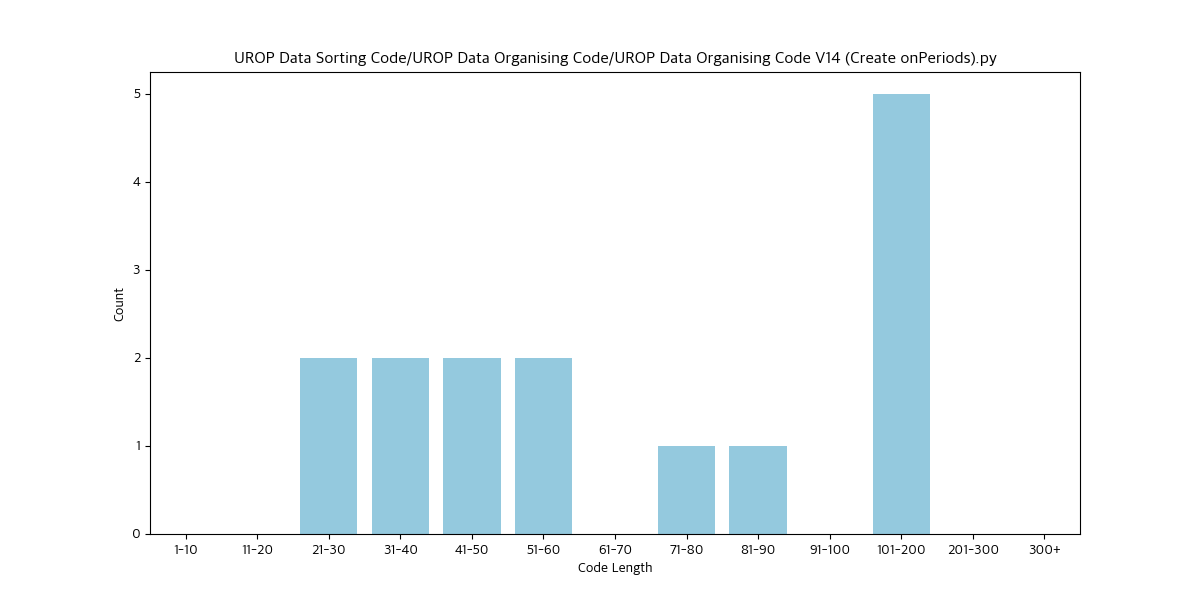 UROP Data Sorting Code/UROP Data Organising Code/UROP Data Organising Code V14 (Create onPeriods).py
5
4
3
2
1
0
Count
1-10 11-20 21-30 31-40 41-50 51-60 61-70 71-80 81-90 91-100 101-200 201-300 300+
Code Length